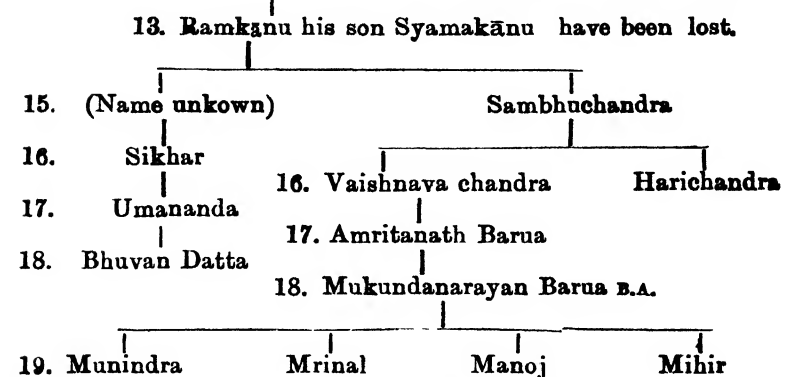 13. Ramkānu his son Syamakānu have been lost.
15. (Name unkown) Sambhuchandra
16. Sikhar
16. Vaishnava chandra Harichandra
17. Umananda
17. Amritanath Barua
18. Bhuvan Datta
18. Mukundanarayan Barua B.A.
19. Munindra Mrinal Manoj Mihir